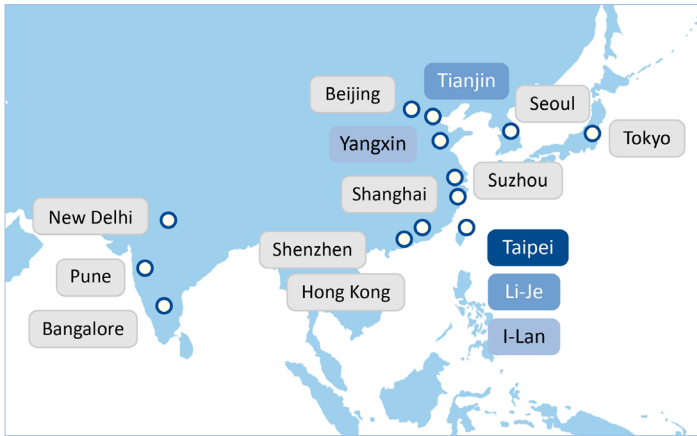 Tianjin
Beijing
Seoul
Tokyo
Yangxin
Suzhou
Shanghai
New Delhi
Shenzhen
Taipei
Pune
Hong Kong
Li-Je
Bangalore
I-Lan